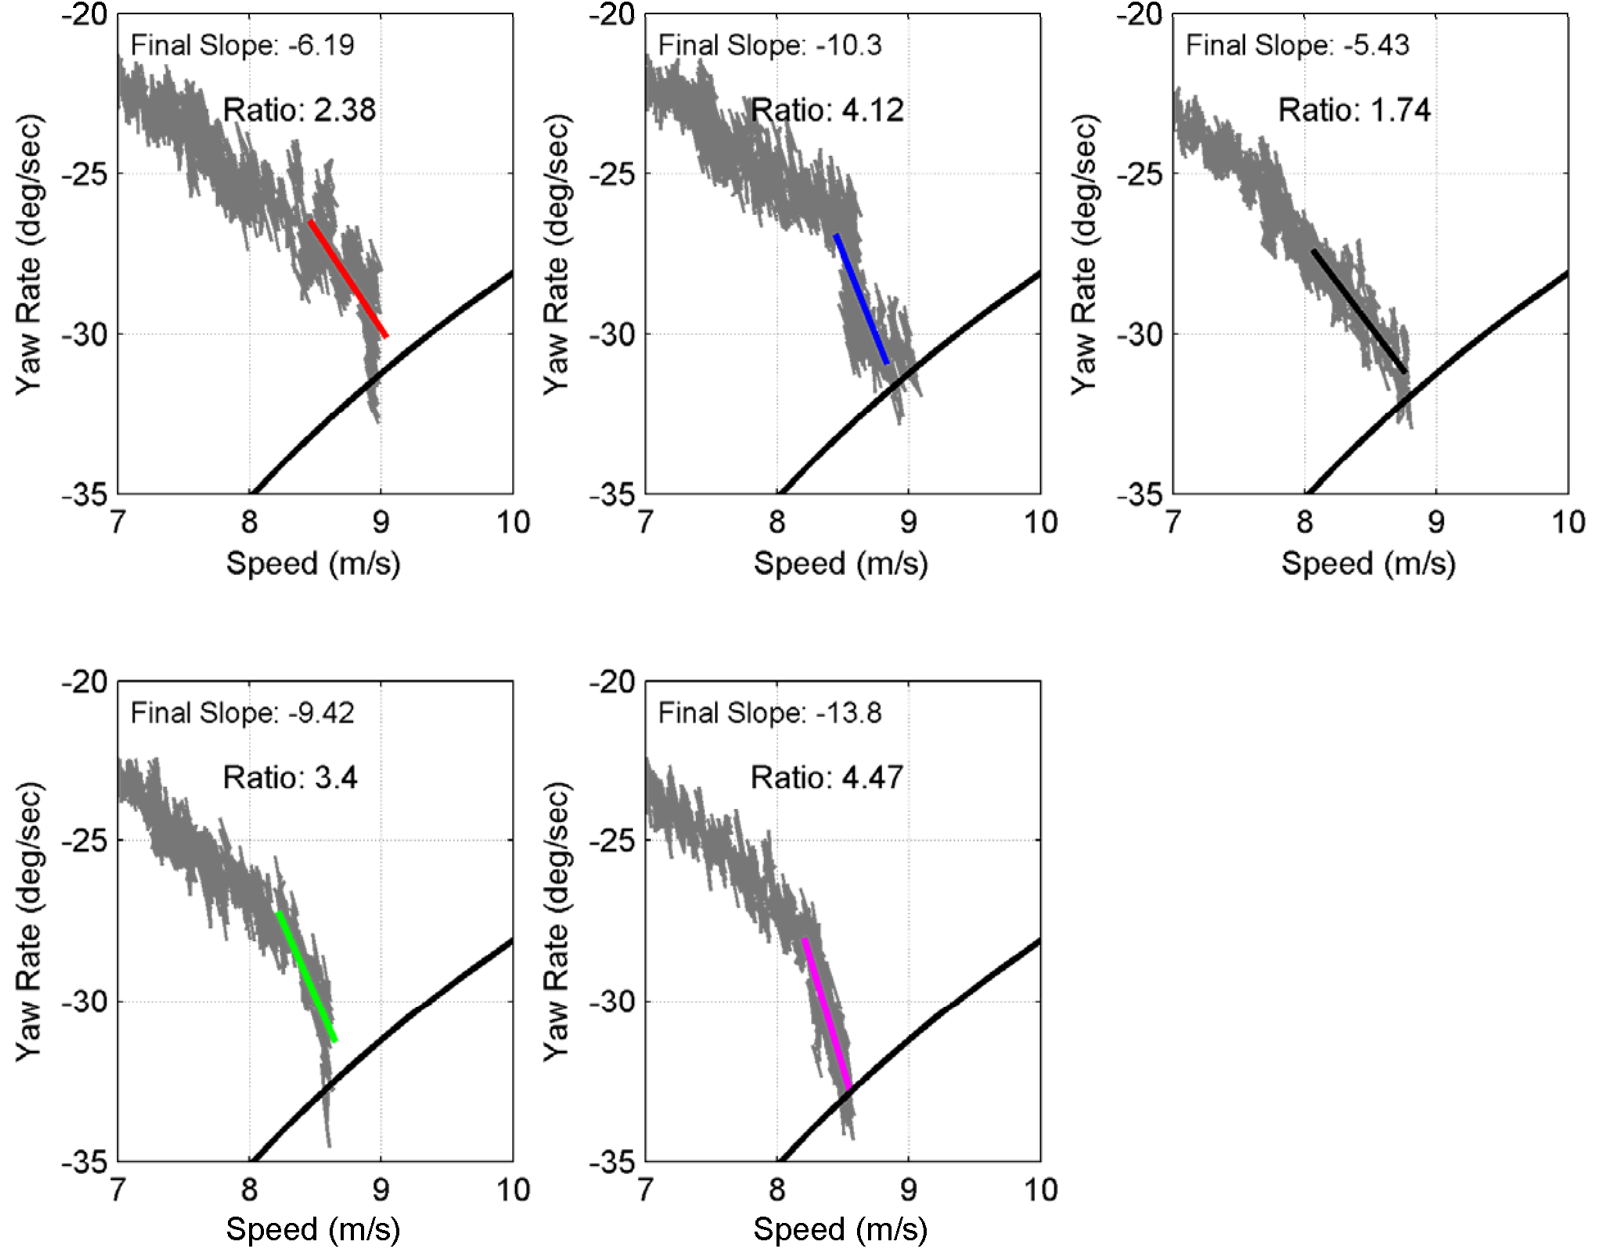 -20
Final Slope: -6.19
Ratio: 2.38
-25
-30
-35
Yaw Rate (deg/sec)
7 8 9 10
Speed (m/s)
-20
Final Slope: -10.3
Ratio: 4.12
-25
-30
-35
Yaw Rate (deg/sec)
7 8 9 10
Speed (m/s)
-20
Final Slope: -5.43
Ratio: 1.74
-25
-30
-35
Yaw Rate (deg/sec)
7 8 9 10
Speed (m/s)
-20
Final Slope: -9.42
Ratio: 3.4
-25
-30
-35
Yaw Rate (deg/sec)
7 8 9 10
Speed (m/s)
-20
Final Slope: -13.8
Ratio: 4.47
-25
-30
-35
Yaw Rate (deg/sec)
7 8 9 10
Speed (m/s)